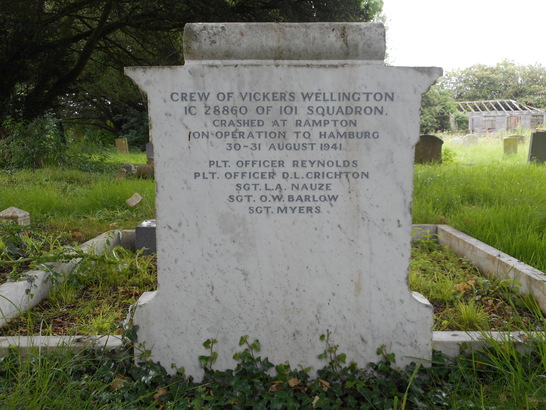 CREW OF VICKERS WELLINGTON
IC 28860 OF 101 SQUADRON.
CRASHED AT RAMPTON
ON OPERATION TO HAMBURG
30-31 AUGUST 1941.
PLT. OFFICER REYNOLDS
PLT. OFFICER D.L. CRICHTON
SGT. L.A. NAUZE
SGT. O.W. BARLOW
SGT. MYERS